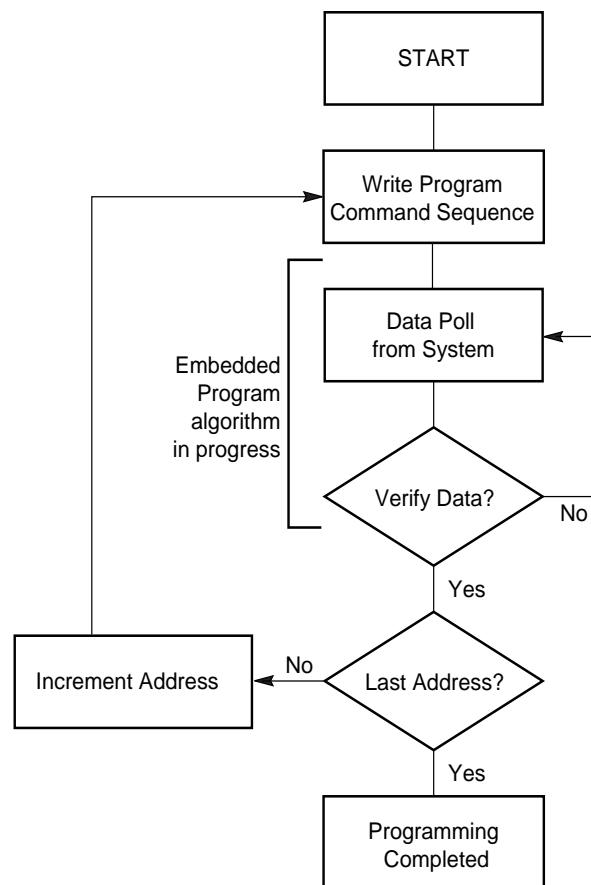 START
Write Program
Command Sequence
Data Poll
from System
Embedded
Program
algorithm
in progress
Verify Data?
No
Yes
No
Increment Address
Last Address?
Yes
Programming
Completed